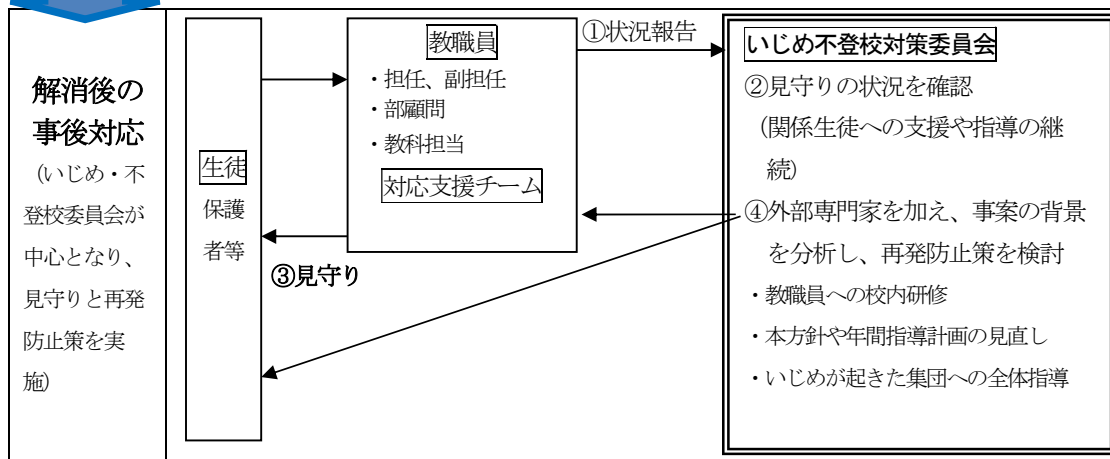 解消後の
事後対応
(いじめ・不
登校委員会が
中心となり、
見守りと再発
防止策を実
施)
生徒
保護
者等
教職員
・担任、副担任
・部顧問
・教科担当
対応支援チーム
③見守り
①状況報告
いじめ不登校対策委員会
②見守りの状況を確認
(関係生徒への支援や指導の継
続)
④外部専門家を加え、事案の背景
を分析し、再発防止策を検討
・教職員への校内研修
・本方針や年間指導計画の見直し
・いじめが起きた集団への全体指導